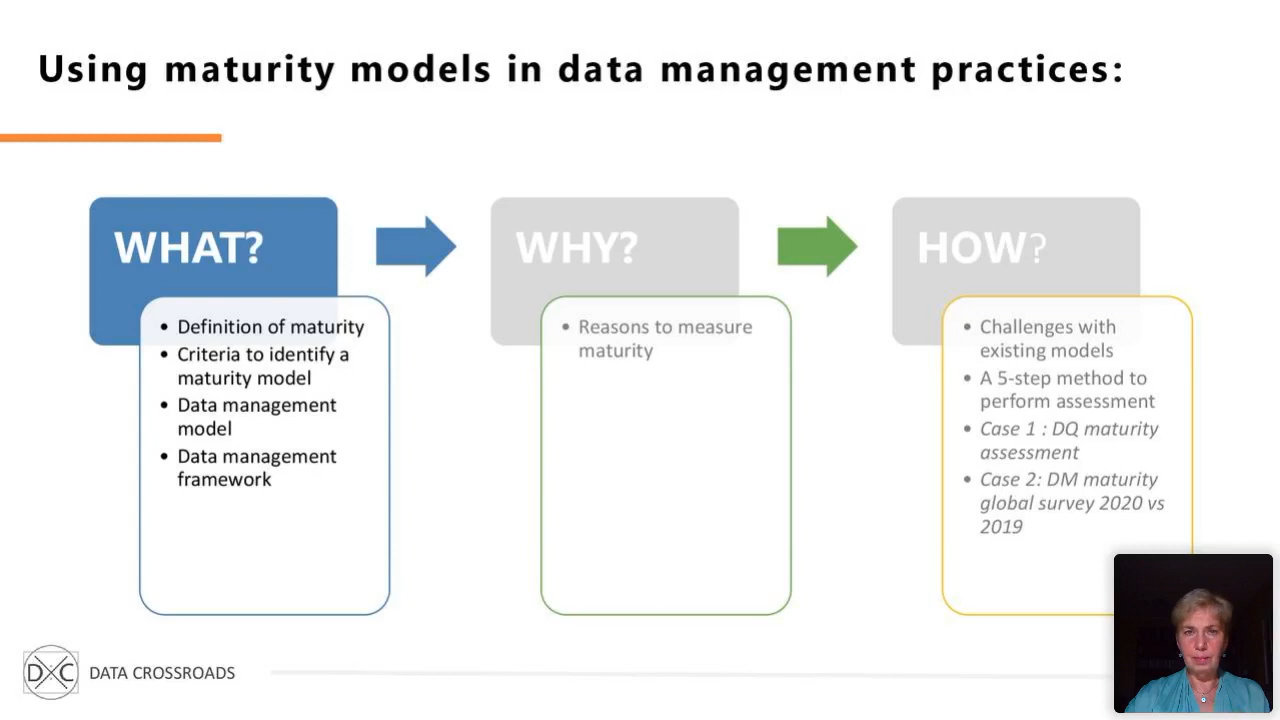 Using maturity models in data management practices:
WHAT?
• Definition of maturity
• Criteria to identify a
maturity model
• Data management
model
• Data management
framework
WHY?
• Reasons to measure
maturity
HOW?
• Challenges with
existing models
• A 5-step method to
perform assessment
• Case 1 : DQ maturity
assessment
• Case 2: DM maturity
global survey 2020 vs
2019
DXC
DATA CROSSROADS